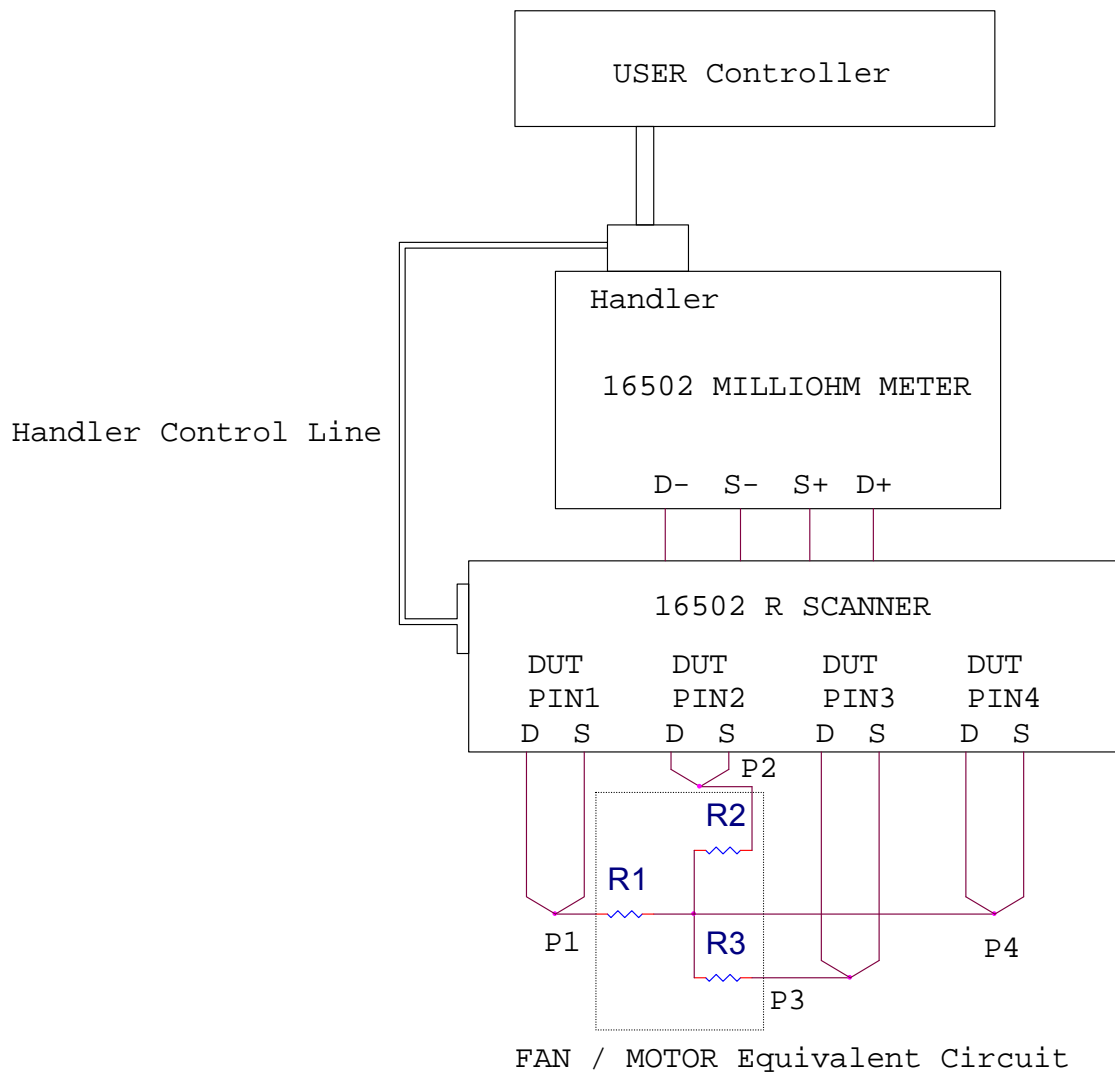 USER Controller
Handler
16502 MILLIOHM METER
Handler Control Line
D- S- S+ D+
16502 R SCANNER
DUT DUT DUT DUT
PIN1 PIN2 PIN3 PIN4
D S D S D S D S
P2
R2
R1
P1 R3 P4
P3
FAN / MOTOR Equivalent Circuit